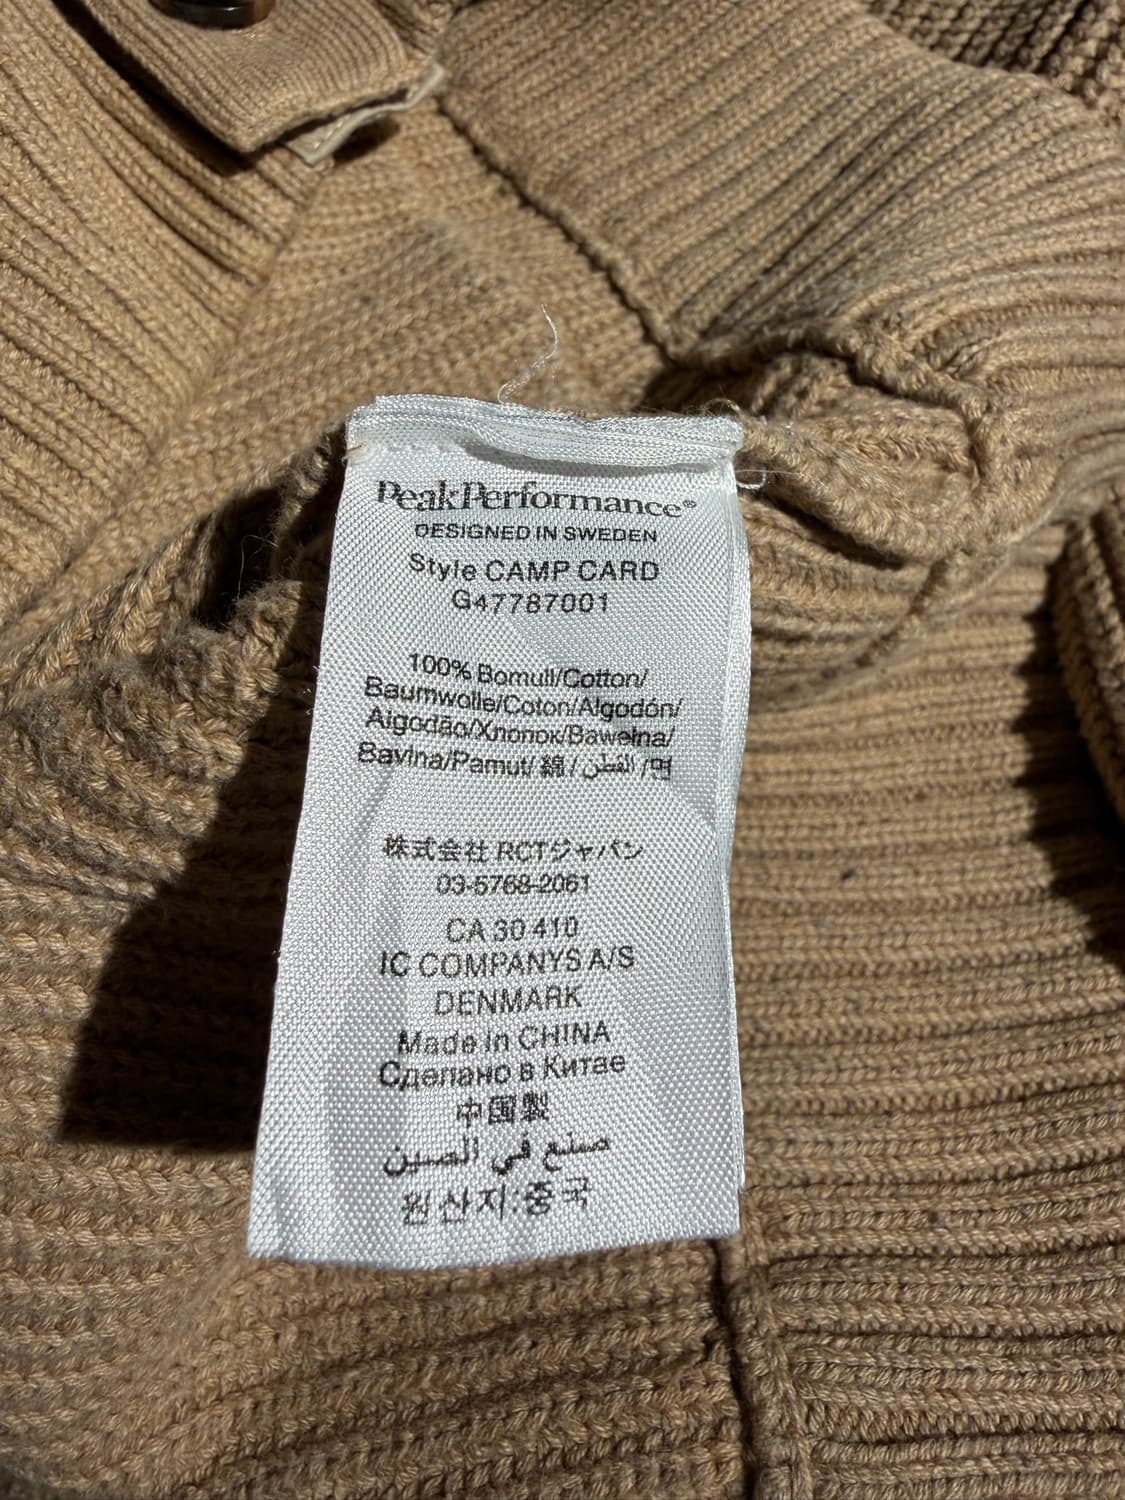 PeakPerformance®
DESIGNED IN SWEDEN
Style CAMP CARD
G47787001
100% Bomull/Cotton/
Baumwolle/Coton/Algodón/
Algodão/Хлопок/Bawełna/
Bavlna/Pamut/ 綿 / القطن /면
株式会社 RCTジャパン
03-5768-2061
CA 30 410
IC COMPANYS A/S
DENMARK
Made in CHINA
Сделано в Китае
中国製
صنع في الصين
원산지:중국